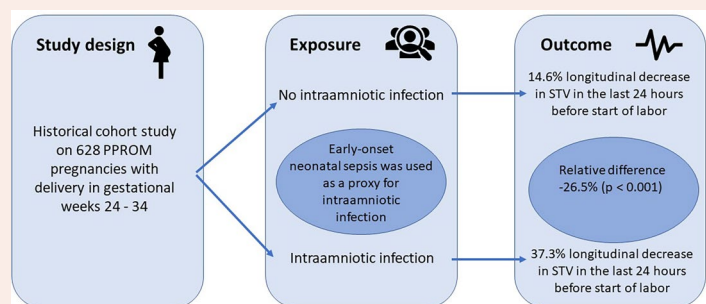 Study design
Historical cohort study
on 628 PPROM
pregnancies with
delivery in gestational
weeks 24 - 34
Exposure
No intraamniotic infection
Early-onset
neonatal sepsis was used
as a proxy for
intraamniotic
infection
Intraamniotic infection
Outcome
14.6% longitudinal decrease
in STV in the last 24 hours
before start of labor
Relative difference
-26.5% (p < 0.001)
37.3% longitudinal decrease
in STV in the last 24 hours
before start of labor